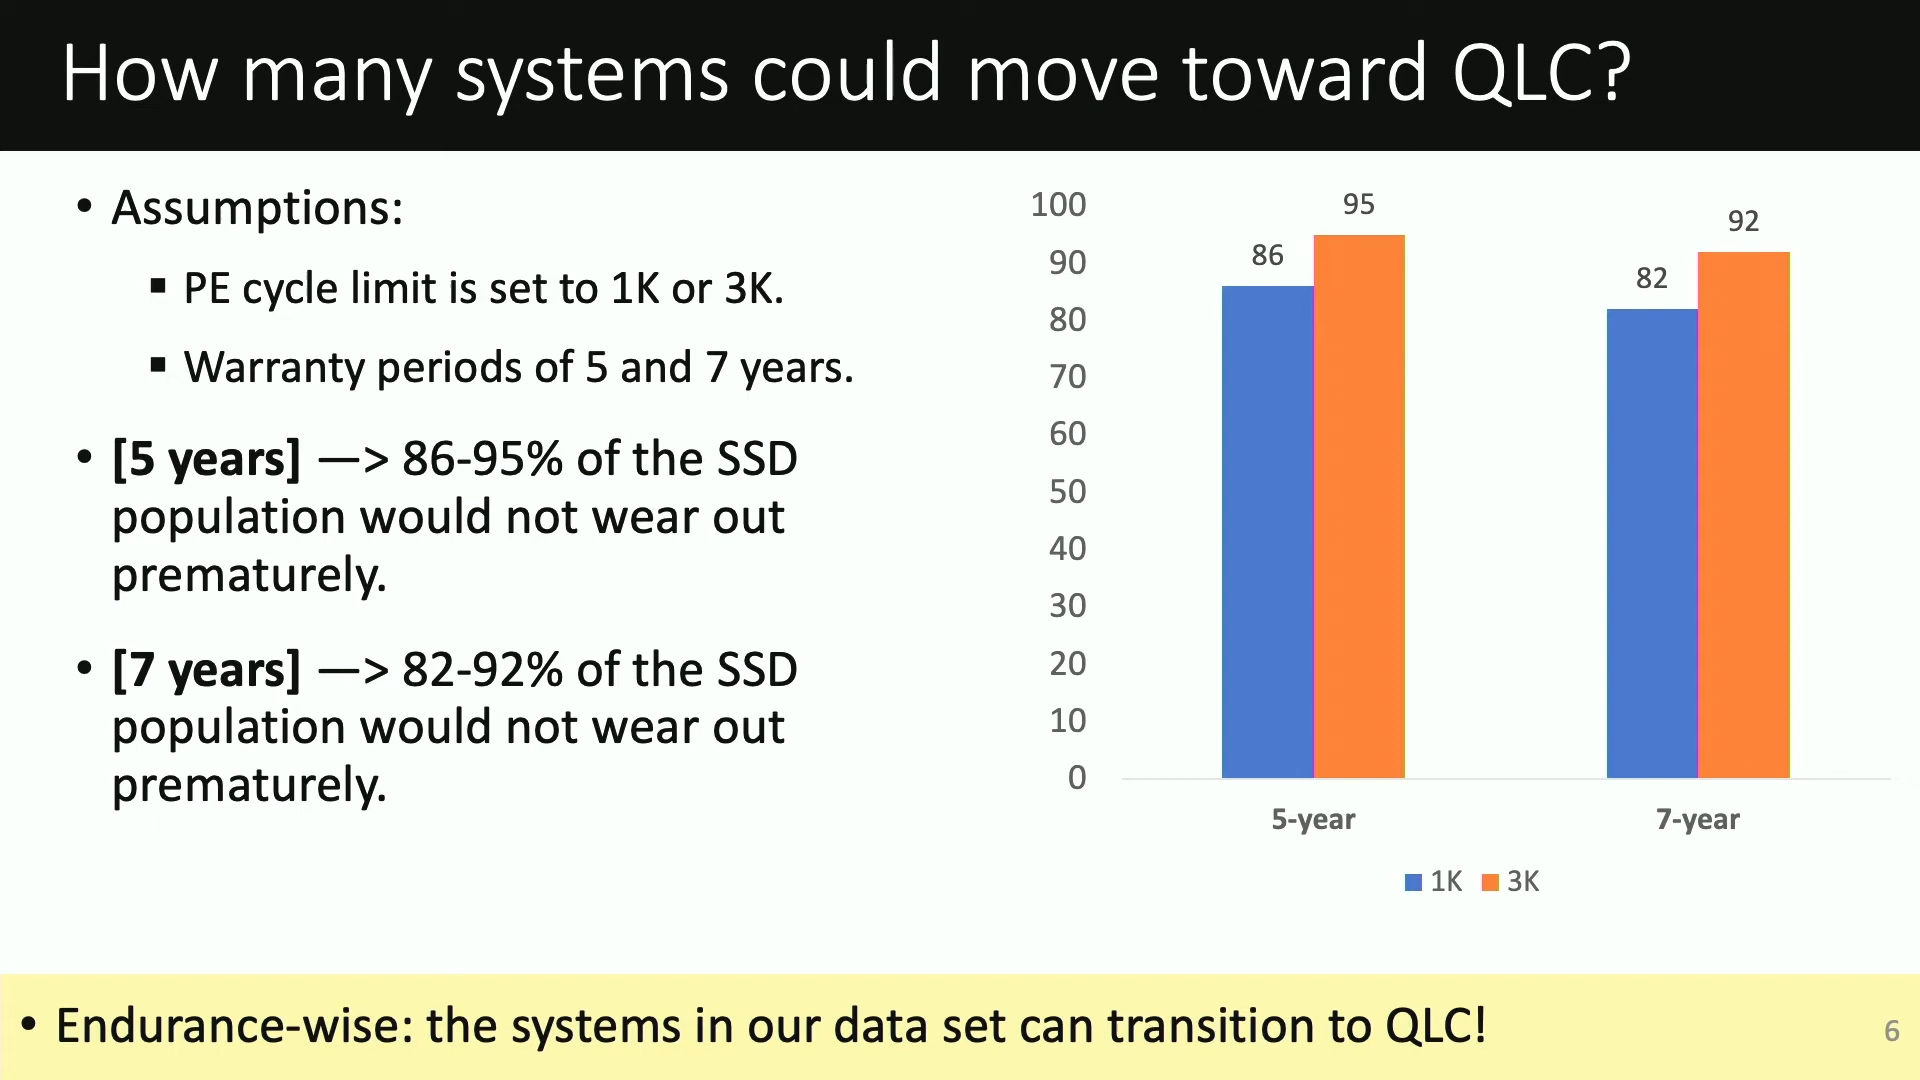 How many systems could move toward QLC?
• Assumptions:
▪ PE cycle limit is set to 1K or 3K.
▪ Warranty periods of 5 and 7 years.
• [5 years] —> 86-95% of the SSD
population would not wear out
prematurely.
• [7 years] —> 82-92% of the SSD
population would not wear out
prematurely.
100
90
80
70
60
50
40
30
20
10
0
86
95
82
92
5-year
7-year
1K
3K
• Endurance-wise: the systems in our data set can transition to QLC!
6